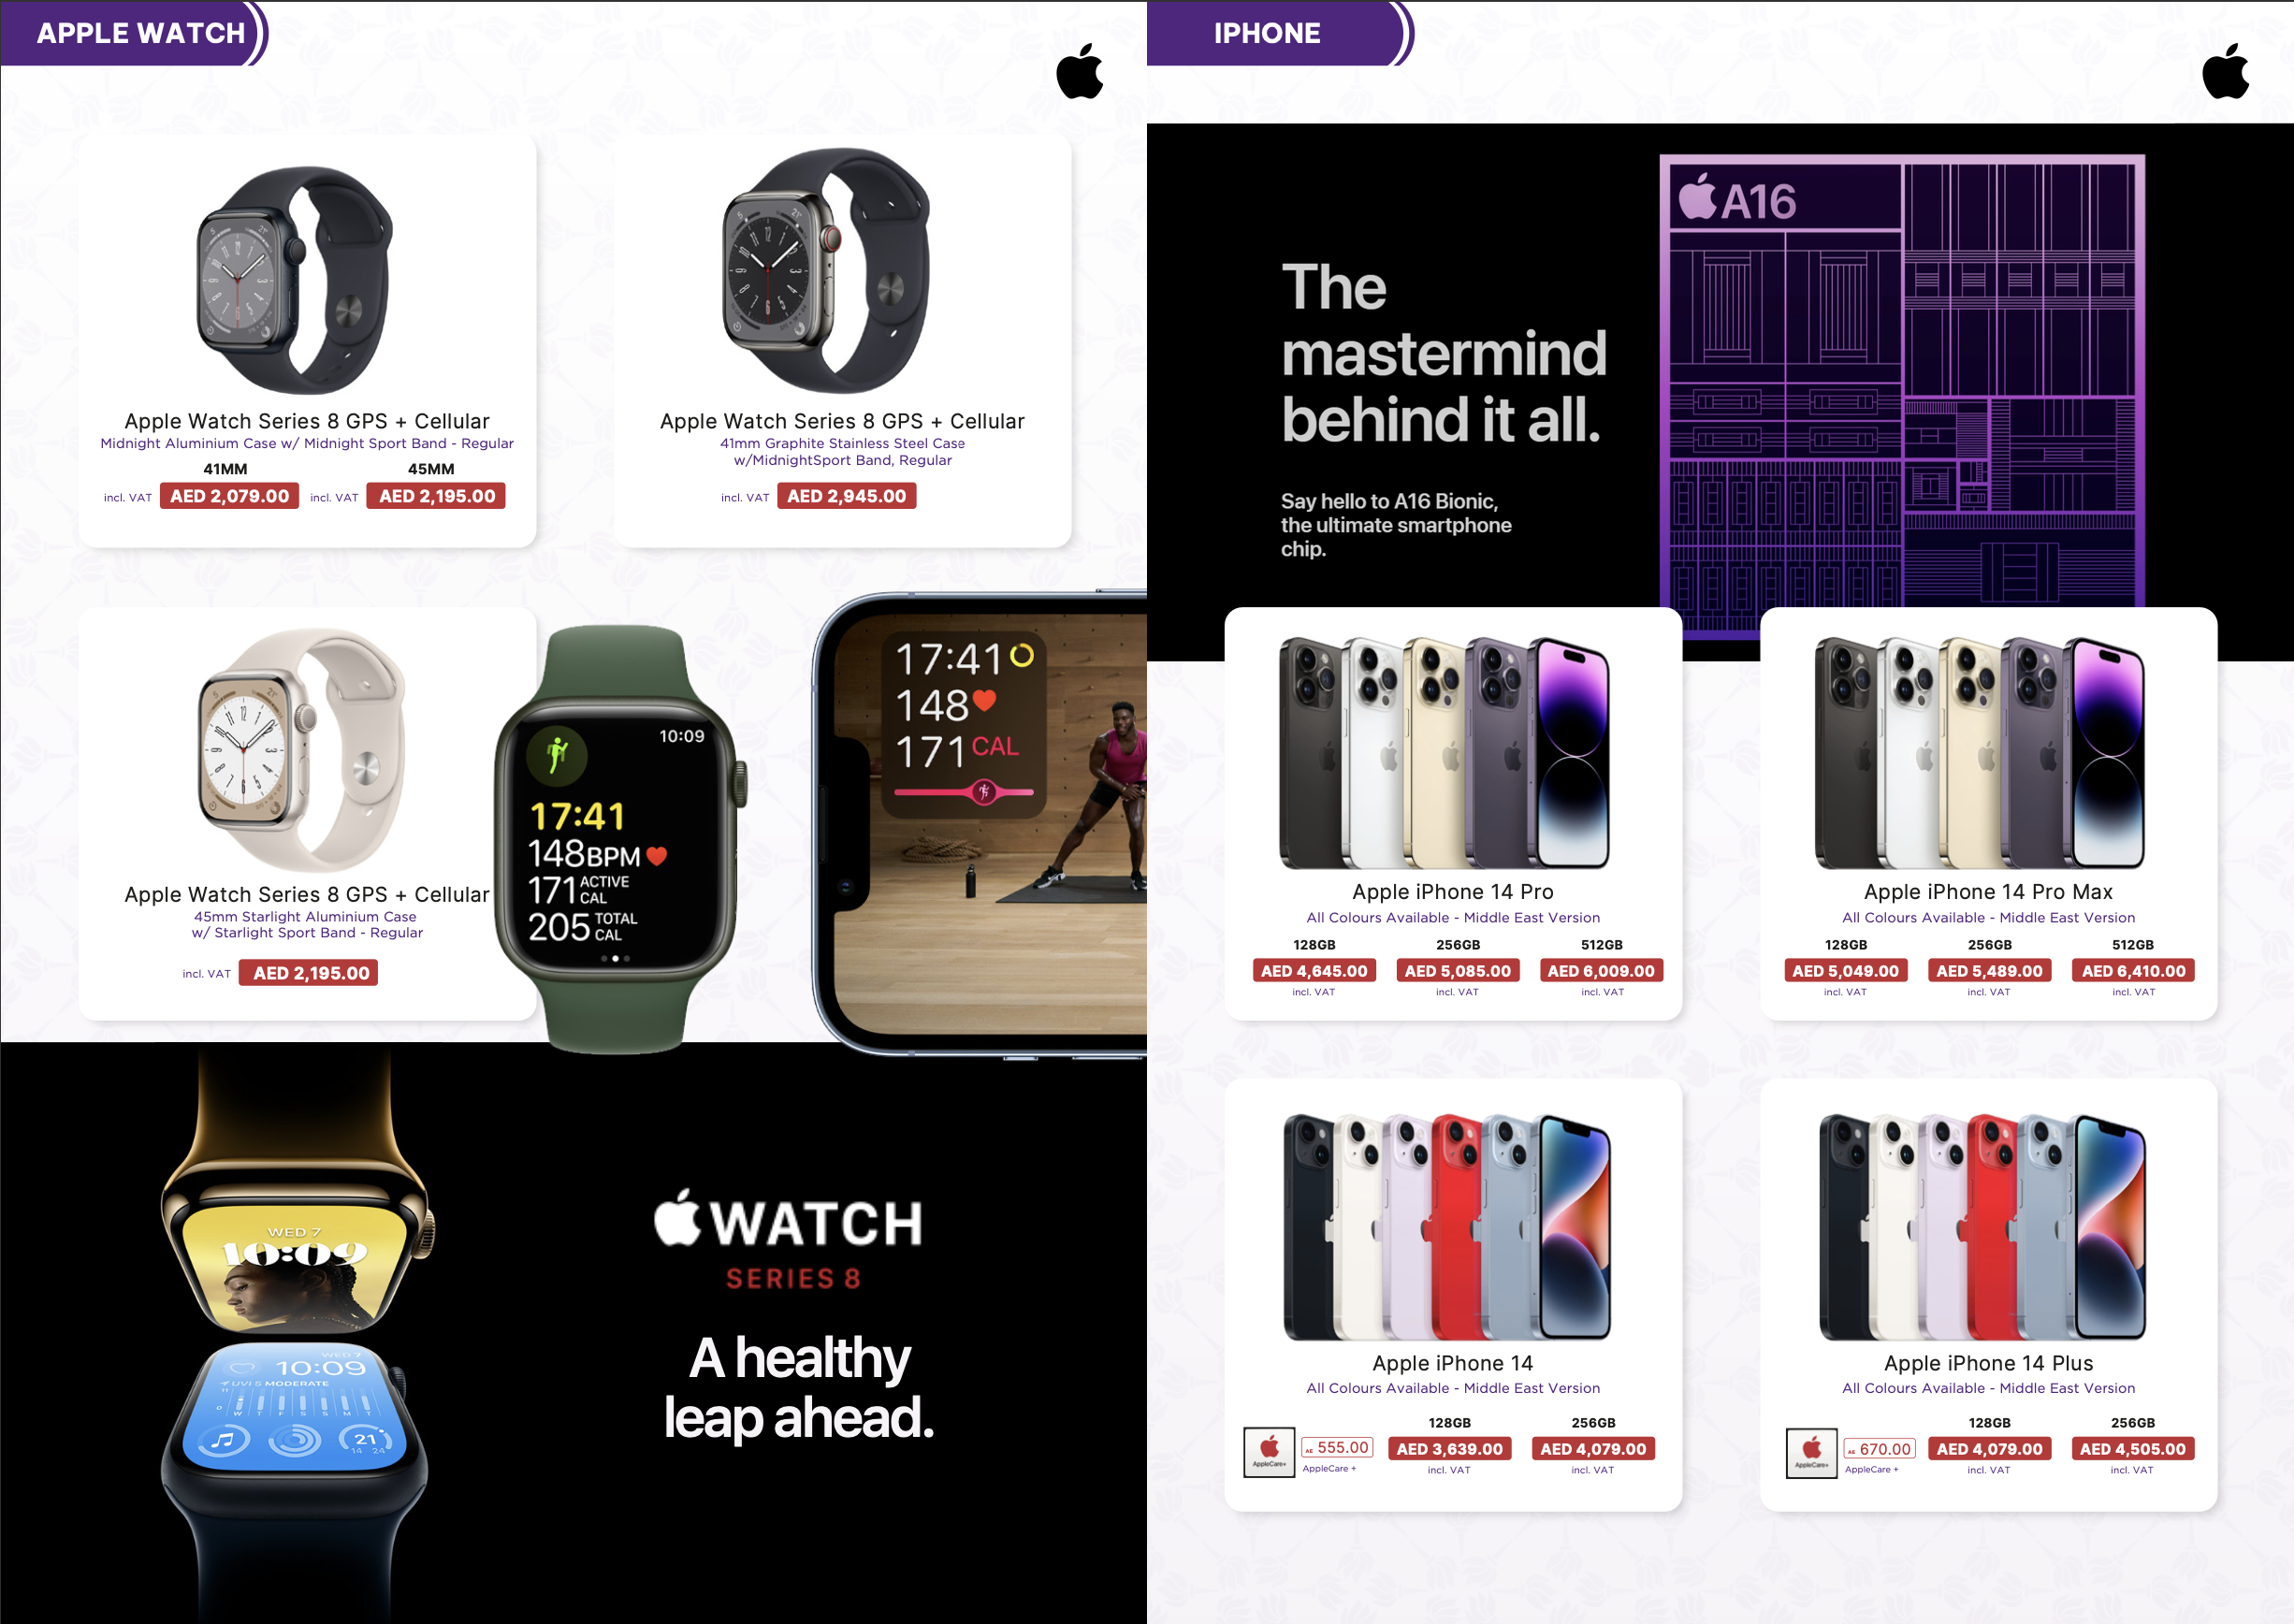 APPLE WATCH
Apple Watch Series 8 GPS + Cellular
Midnight Aluminium Case w/ Midnight Sport Band - Regular
41MM
45MM
incl. VAT AED 2,079.00
incl. VAT AED 2,195.00
Apple Watch Series 8 GPS + Cellular
41mm Graphite Stainless Steel Case
w/MidnightSport Band, Regular
incl. VAT AED 2,945.00
Apple Watch Series 8 GPS + Cellular
45mm Starlight Aluminium Case
w/ Starlight Sport Band - Regular
incl. VAT AED 2,195.00
10:09
17:41
148BPM
171 ACTIVE CAL
205 TOTAL CAL
17:41
148
171 CAL
WED 7
10:09
WED 7
10:09
UVI 5 MODERATE
W T F S S M T
21
14 24
WATCH
SERIES 8
A healthy
leap ahead.
IPHONE
A16
The
mastermind
behind it all.
Say hello to A16 Bionic,
the ultimate smartphone
chip.
Apple iPhone 14 Pro
All Colours Available - Middle East Version
128GB 256GB 512GB
AED 4,645.00 AED 5,085.00 AED 6,009.00
incl. VAT incl. VAT incl. VAT
Apple iPhone 14 Pro Max
All Colours Available - Middle East Version
128GB 256GB 512GB
AED 5,049.00 AED 5,489.00 AED 6,410.00
incl. VAT incl. VAT incl. VAT
Apple iPhone 14
All Colours Available - Middle East Version
128GB 256GB
AppleCare+
AE 555.00 AED 3,639.00 AED 4,079.00
AppleCare + incl. VAT incl. VAT
Apple iPhone 14 Plus
All Colours Available - Middle East Version
128GB 256GB
AppleCare+
AE 670.00 AED 4,079.00 AED 4,505.00
AppleCare + incl. VAT incl. VAT